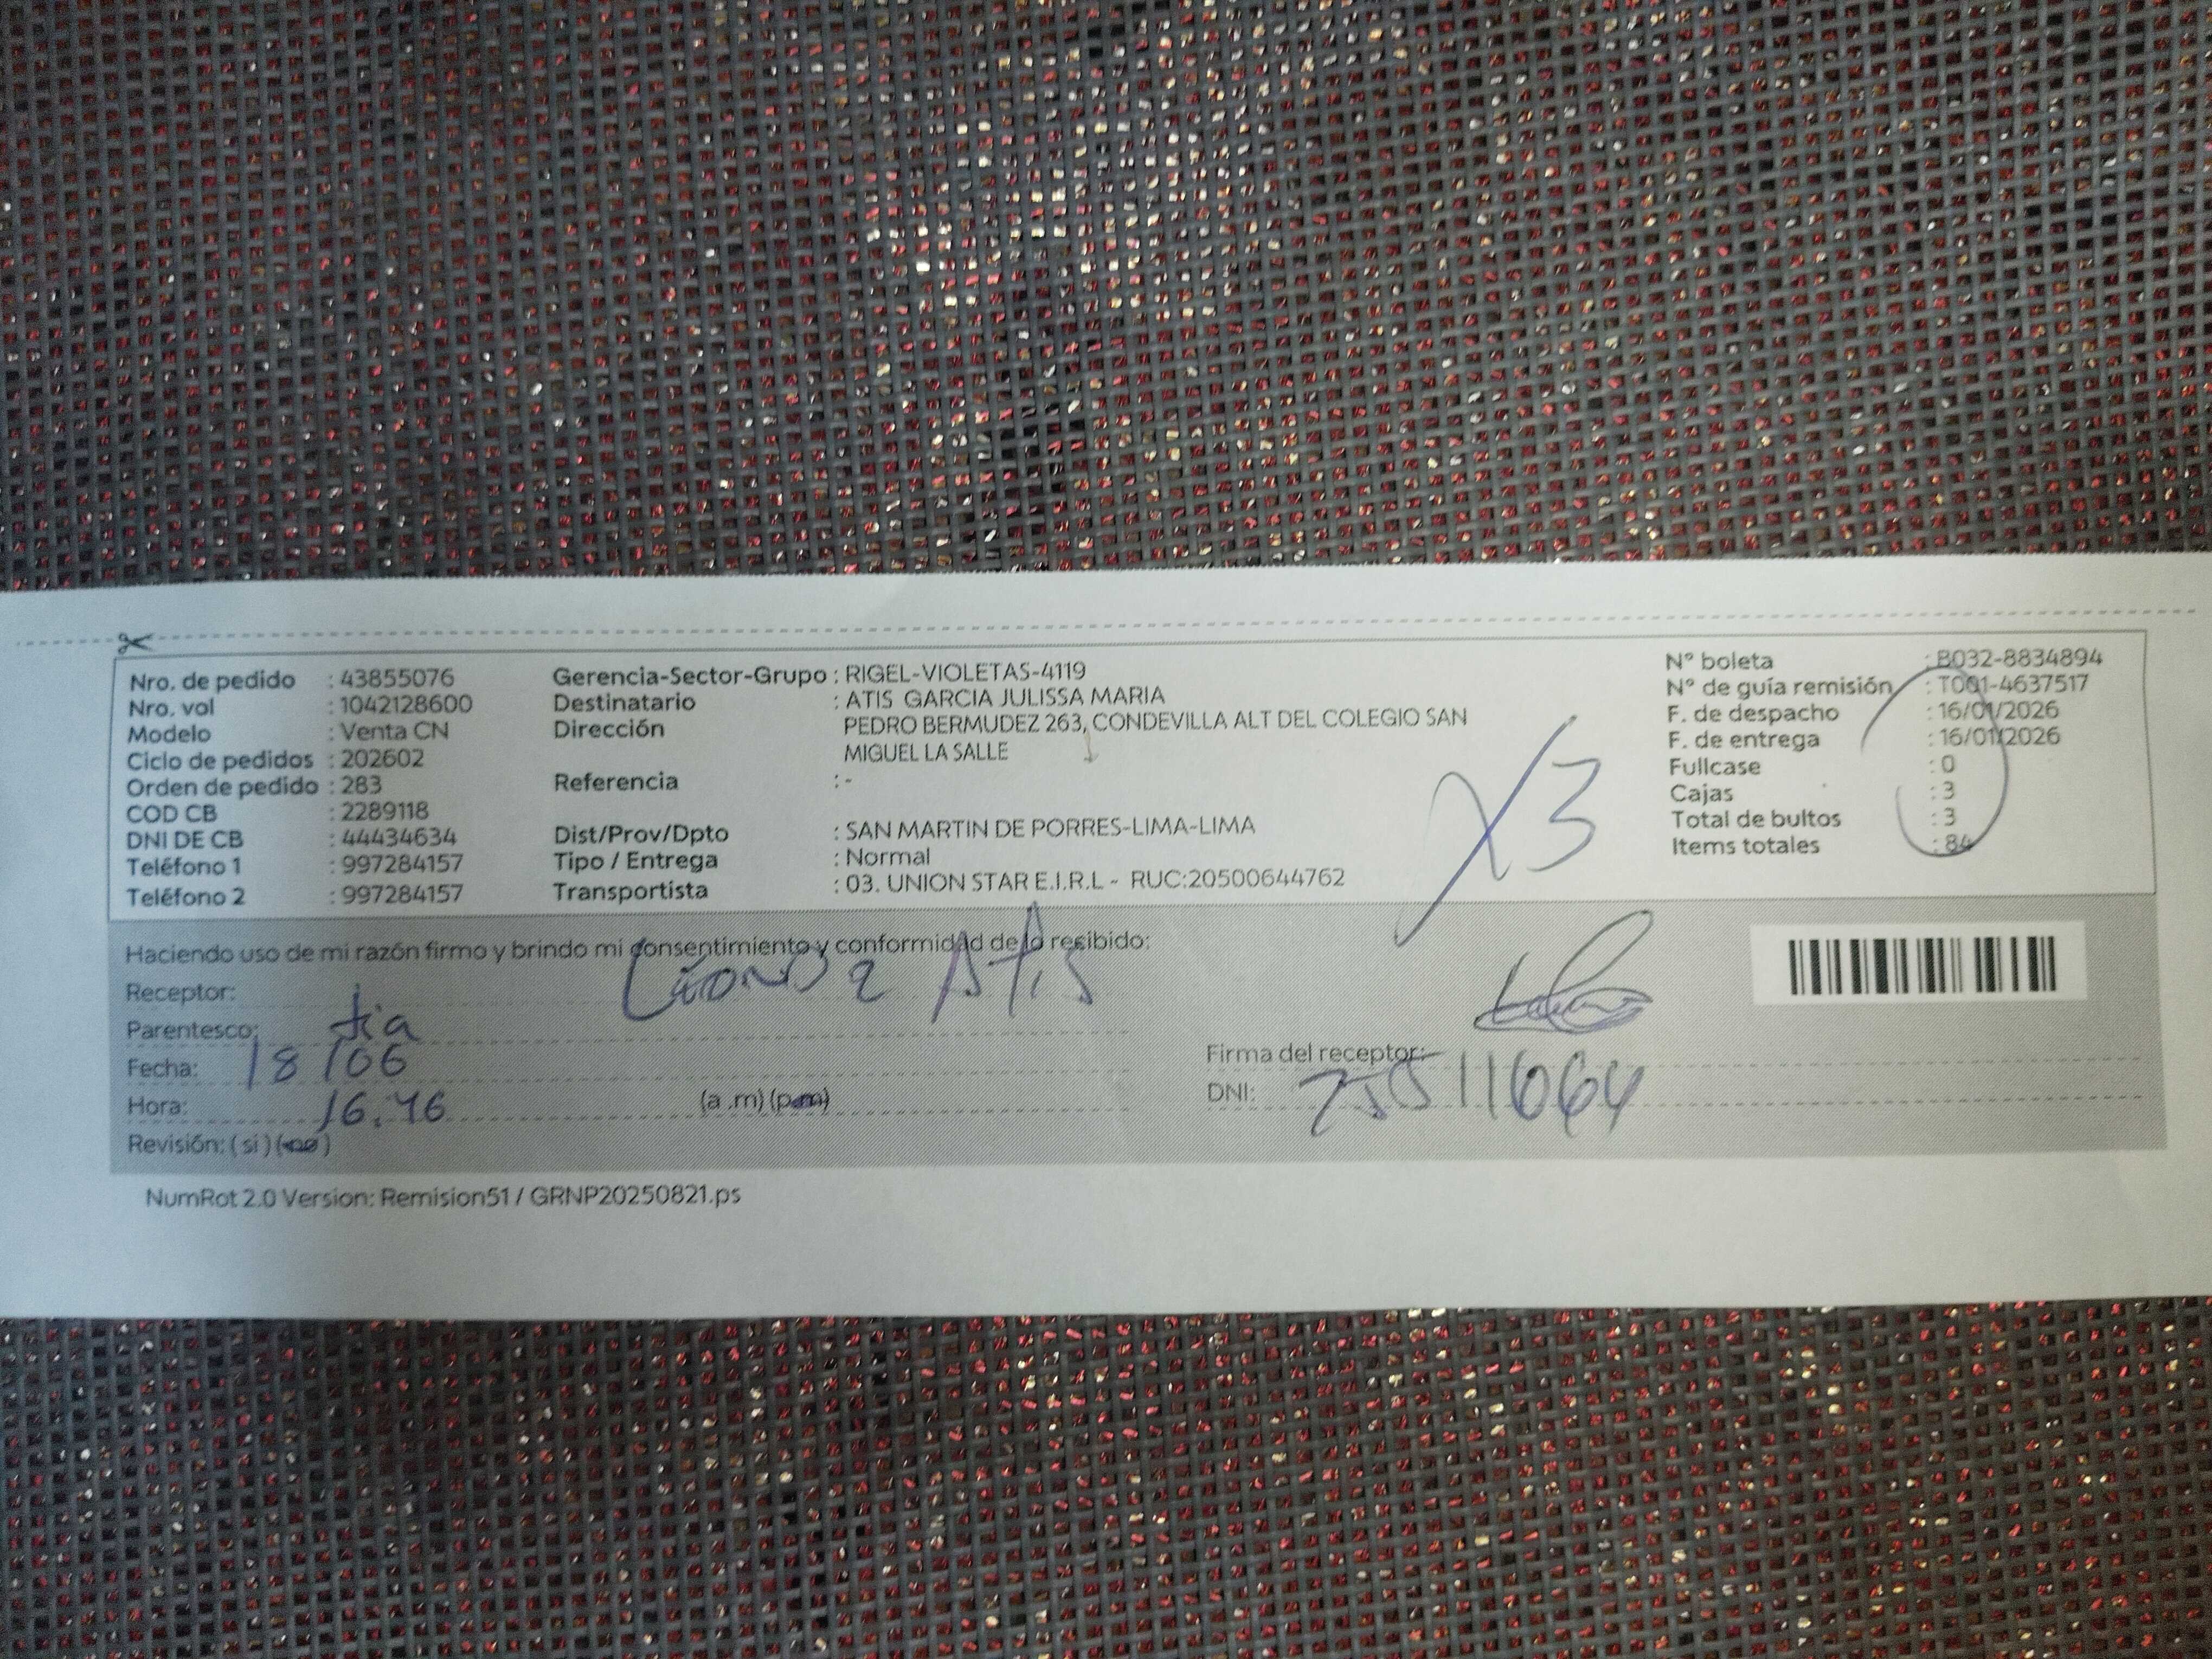 Nro. de pedido : 43855076
Nro. vol : 1042128600
Modelo : Venta CN
Ciclo de pedidos : 202602
Orden de pedido : 283
COD CB : 2289118
DNI DE CB : 44434634
Teléfono 1 : 997284157
Teléfono 2 : 997284157
Gerencia-Sector-Grupo : RIGEL-VIOLETAS-4119
Destinatario : ATIS GARCIA JULISSA MARIA
Dirección PEDRO BERMUDEZ 263, CONDEVILLA ALT DEL COLEGIO SAN
MIGUEL LA SALLE
Referencia : -
Dist/Prov/Dpto : SAN MARTIN DE PORRES-LIMA-LIMA
Tipo / Entrega : Normal
Transportista : 03. UNION STAR E.I.R.L - RUC:20500644762
X3
N° boleta : B032-8834894
N° de guía remisión : T001-4637517
F. de despacho : 16/01/2026
F. de entrega : 16/01/2026
Fullcase : 0
Cajas : 3
Total de bultos : 3
Items totales : 84
Haciendo uso de mi razón firmo y brindo mi consentimiento y conformidad de lo recibido:
Receptor: Atis
Parentesco: tia
Fecha: 18/06
Hora: 16:46 (a .m) (p.m)
Revisión: ( si ) (no )
Firma del receptor:
DNI:
NumRot 2.0 Version: Remision51 / GRNP20250821.ps